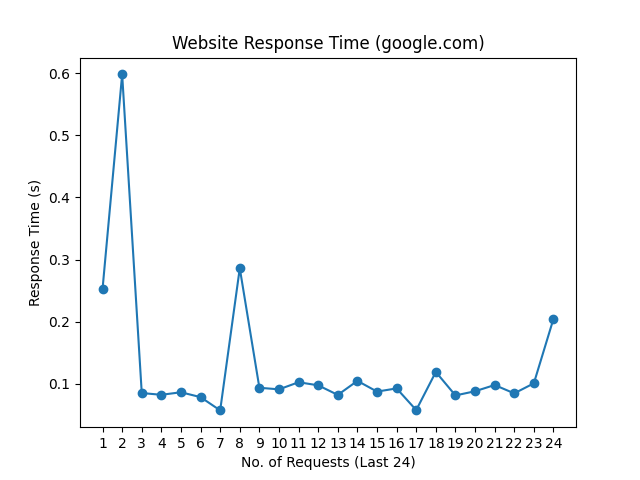 Website Response Time (google.com)
Response Time (s)
0.6
0.5
0.4
0.3
0.2
0.1
1 2 3 4 5 6 7 8 9 10 11 12 13 14 15 16 17 18 19 20 21 22 23 24
No. of Requests (Last 24)